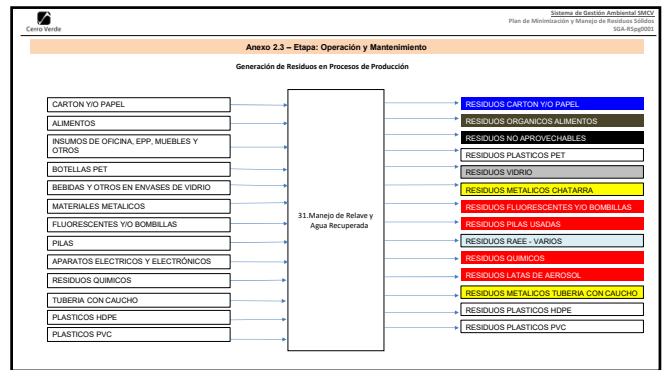 Cerro Verde
Sistema de Gestión Ambiental SMCV
Plan de Minimización y Manejo de Residuos Sólidos
SGA-RSpg0001
Anexo 2.3 – Etapa: Operación y Mantenimiento
Generación de Residuos en Procesos de Producción
CARTON Y/O PAPEL
ALIMENTOS
INSUMOS DE OFICINA, EPP, MUEBLES Y
OTROS
BOTELLAS PET
BEBIDAS Y OTROS EN ENVASES DE VIDRIO
MATERIALES METALICOS
FLUORESCENTES Y/O BOMBILLAS
PILAS
APARATOS ELECTRICOS Y ELECTRÓNICOS
RESIDUOS QUIMICOS
TUBERIA CON CAUCHO
PLASTICOS HDPE
PLASTICOS PVC
31.Manejo de Relave y
Agua Recuperada
RESIDUOS CARTON Y/O PAPEL
RESIDUOS ORGANICOS ALIMENTOS
RESIDUOS NO APROVECHABLES
RESIDUOS PLASTICOS PET
RESIDUOS VIDRIO
RESIDUOS METALICOS CHATARRA
RESIDUOS FLUORESCENTES Y/O BOMBILLAS
RESIDUOS PILAS USADAS
RESIDUOS RAEE - VARIOS
RESIDUOS QUIMICOS
RESIDUOS LATAS DE AEROSOL
RESIDUOS METALICOS TUBERIA CON CAUCHO
RESIDUOS PLASTICOS HDPE
RESIDUOS PLASTICOS PVC